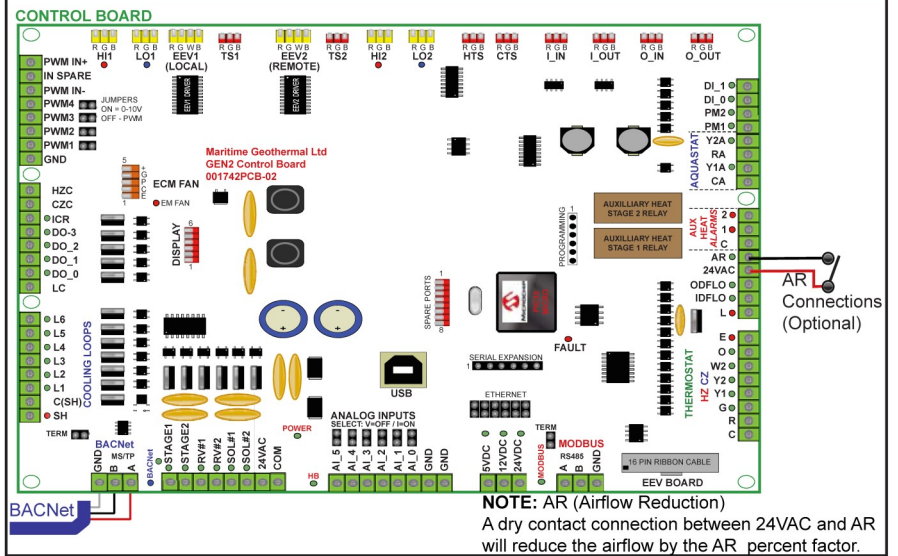 CONTROL BOARD
R G B
HI1
R G B
LO1
R G W B
EEV1
(LOCAL)
R G B
TS1
R G W B
EEV2
(REMOTE)
R G B
TS2
R G B
HI2
R G B
LO2
R G B
HTS
R G B
CTS
R G B
I_IN
R G B
I_OUT
R G B
O_IN
R G B
O_OUT
PWM IN+
IN SPARE
PWM IN-
PWM4
PWM3
PWM2
PWM1
GND
JUMPERS
ON = 0-10V
OFF - PWM
EEV1 DRIVER
EEV2 DRIVER
Maritime Geothermal Ltd
GEN2 Control Board
001742PCB-02
5
+
G
P
C
E
1
ECM FAN
EM FAN
HZC
CZC
ICR
DO-3
DO_2
DO_1
DO_0
LC
DISPLAY
6
1
L6
L5
L4
L3
L2
L1
C(SH)
SH
COOLING LOOPS
TERM
BACNet
MS/TP
GND
B
A
BACNet
BACNet
STAGE1
STAGE2
RV#1
RV#2
SOL#1
SOL#2
24VAC
COM
POWER
HB
USB
ANALOG INPUTS
SELECT: V=OFF / I=ON
AI_5
AI_4
AI_3
AI_2
AI_1
AI_0
GND
GND
SPARE PORTS
1
8
SERIAL EXPANSION
1
ETHERNET
5VDC
12VDC
24VDC
MODBUS
TERM
MODBUS
RS485
A
B
GND
16 PIN RIBBON CABLE
EEV BOARD
MICROCHIP
FAULT
PROGRAMMING
1
AUXILLIARY HEAT
STAGE 2 RELAY
AUXILLIARY HEAT
STAGE 1 RELAY
DI_1
DI_0
PM2
PM1
Y2A
RA
Y1A
CA
AQUASTAT
2
1
C
AUX
HEAT
ALARMS
AR
24VAC
ODFLO
IDFLO
L
E
O
W2
Y2
Y1
G
R
C
THERMOSTAT
HZ CZ
AR
Connections
(Optional)
NOTE: AR (Airflow Reduction)
A dry contact connection between 24VAC and AR
will reduce the airflow by the AR percent factor.